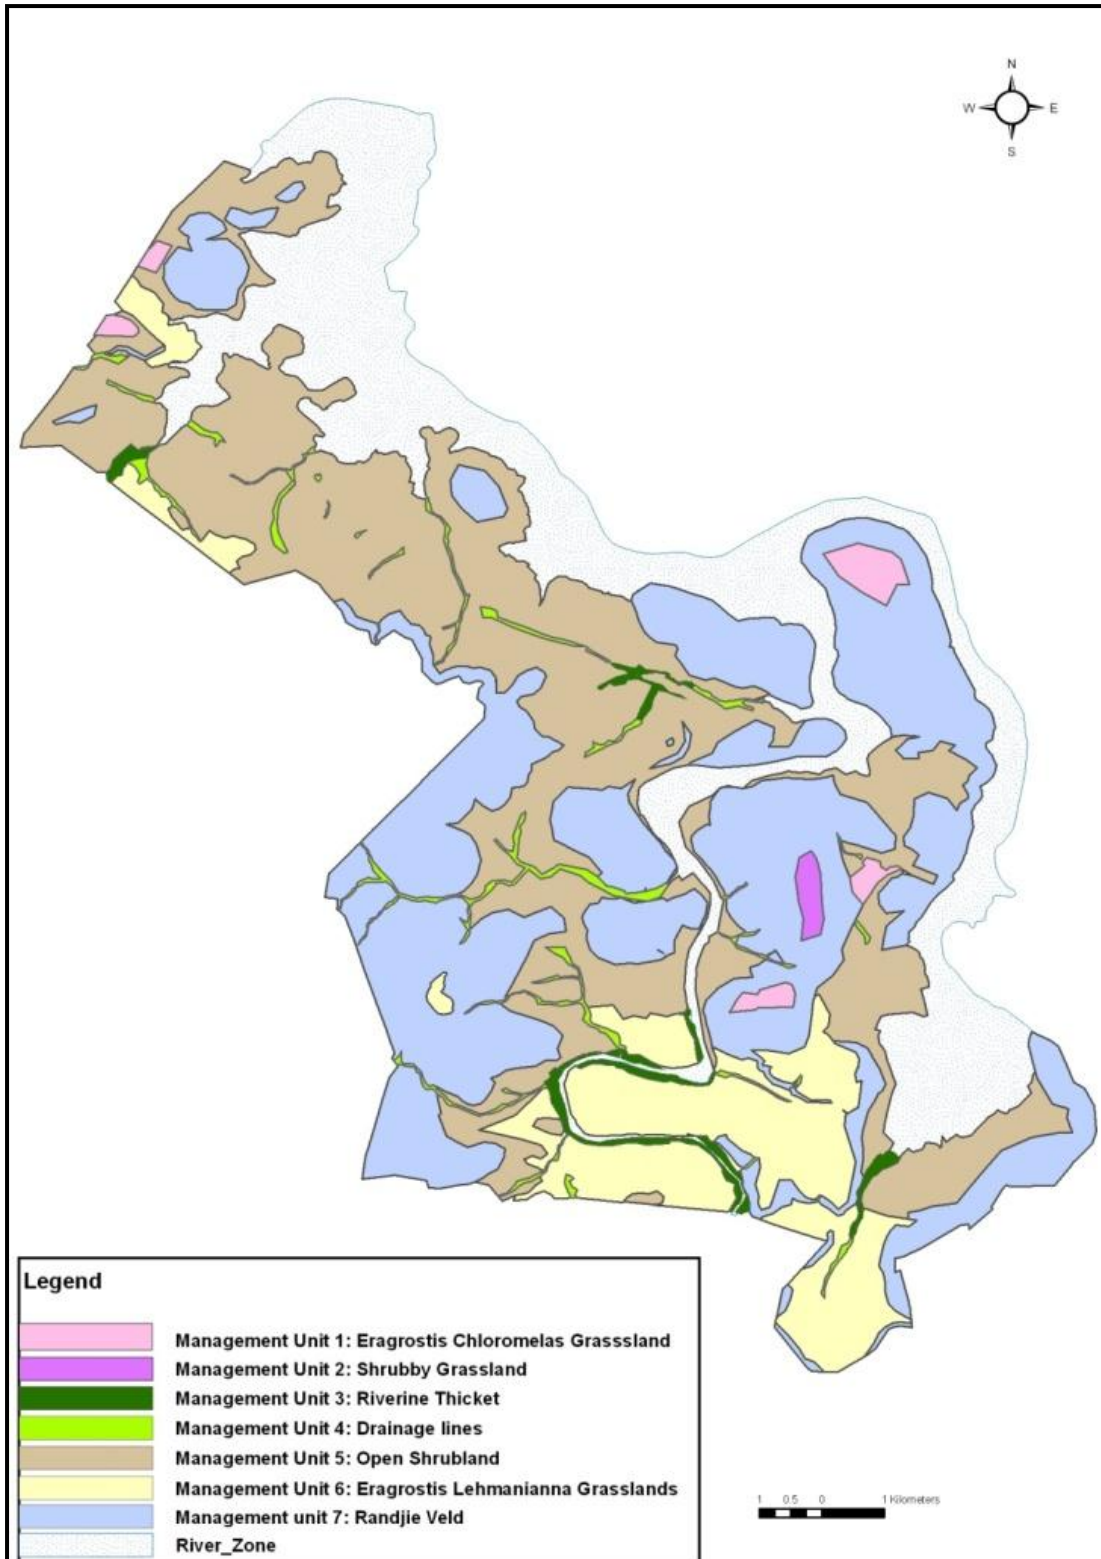 N
W E
S
Legend
Management Unit 1: Eragrostis Chloromelas Grasssland
Management Unit 2: Shrubby Grassland
Management Unit 3: Riverine Thicket
Management Unit 4: Drainage lines
Management Unit 5: Open Shrubland
Management Unit 6: Eragrostis Lehmanianna Grasslands
Management unit 7: Randjie Veld
River_Zone
1 0.5 0 1 Kilometers